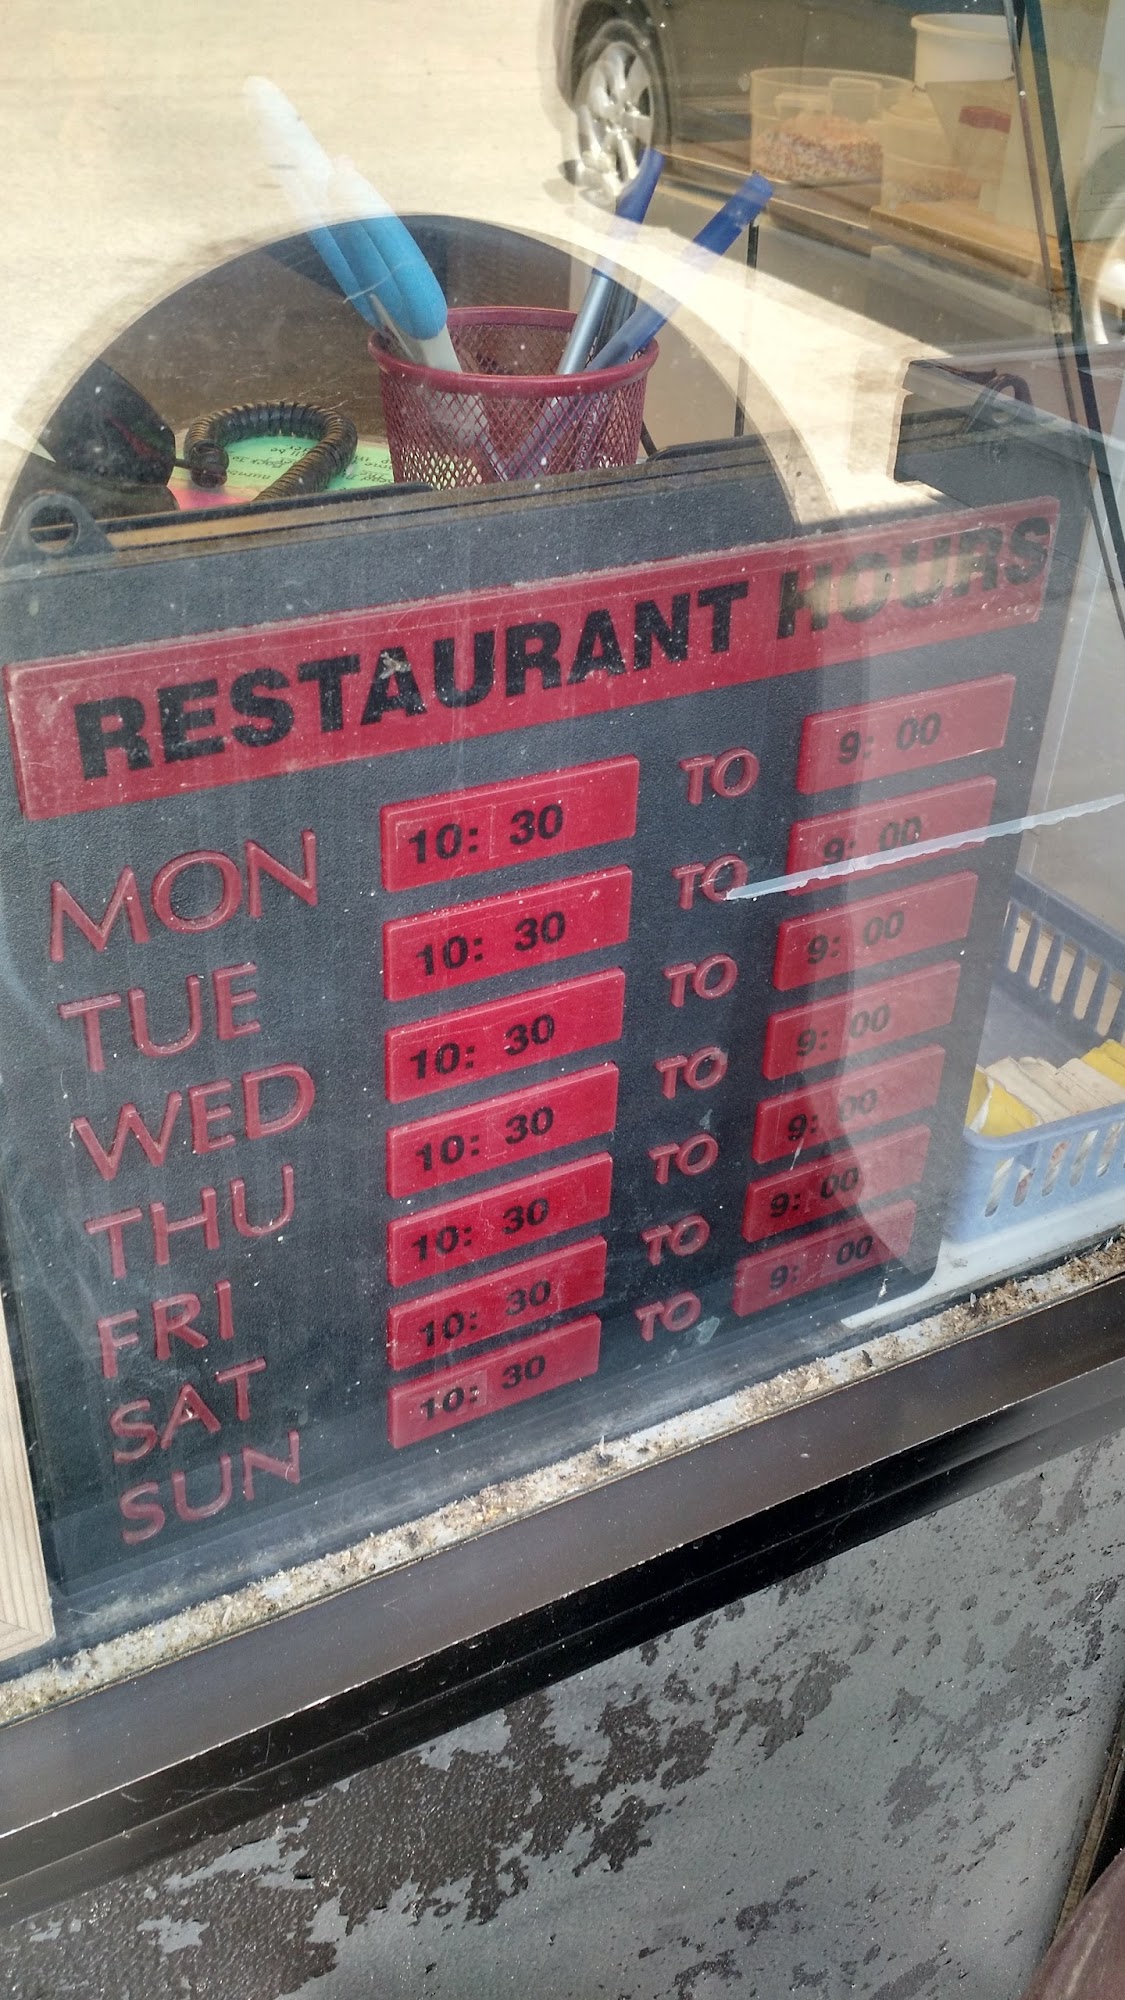 RESTAURANT HOURS
MON 10: 30 TO 9: 00
TUE 10: 30 TO 9: 00
WED 10: 30 TO 9: 00
THU 10: 30 TO 9: 00
FRI 10: 30 TO 9: 00
SAT 10: 30 TO 9: 00
SUN 10: 30 TO 9: 00